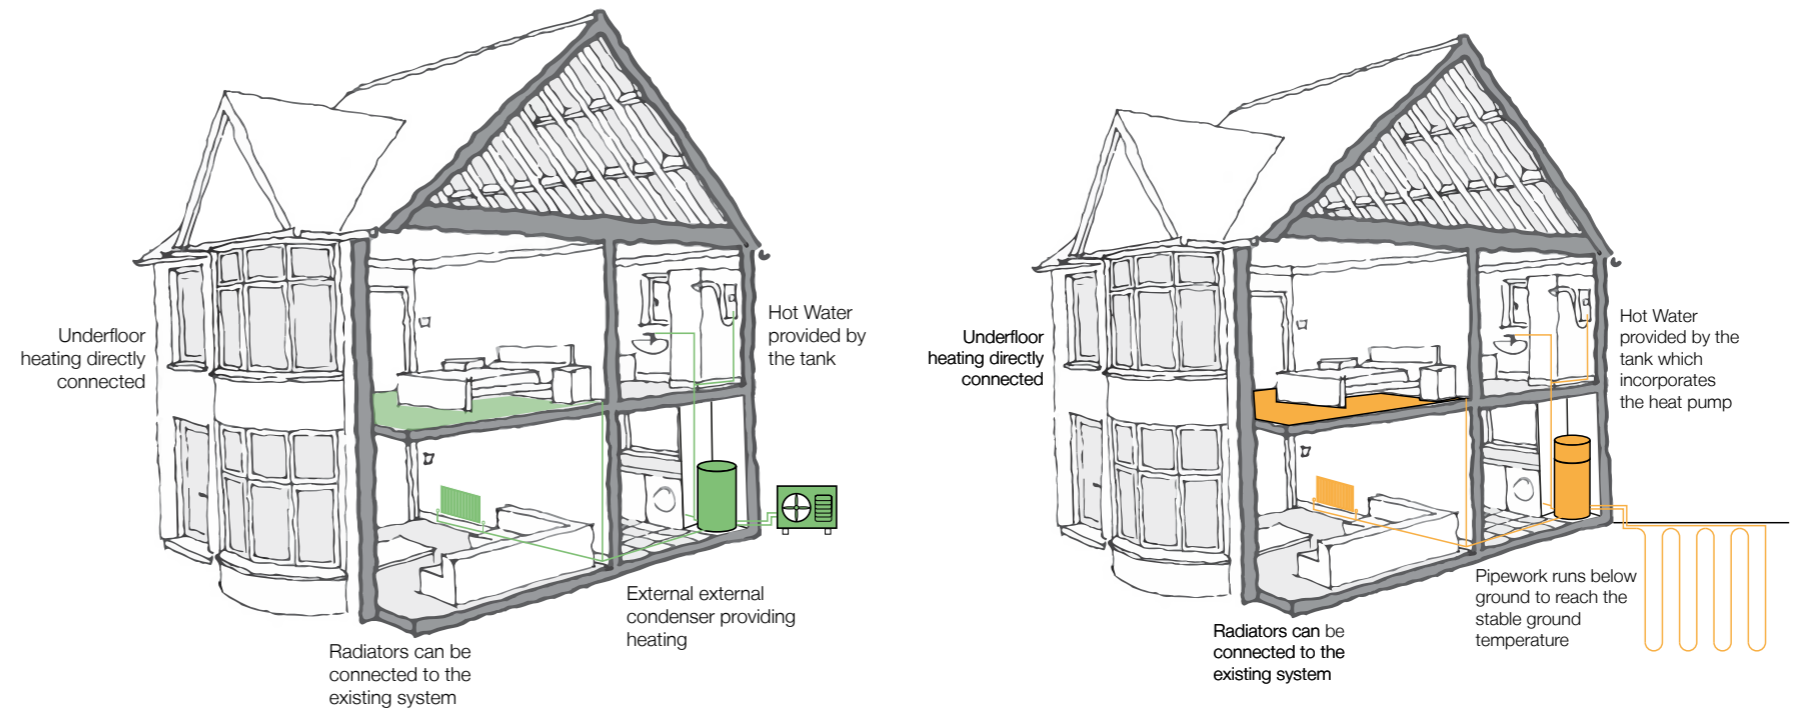 Underfloor
heating directly
connected
Hot Water
provided by
the tank
External external
condenser providing
heating
Radiators can be
connected to the
existing system
Underfloor
heating directly
connected
Hot Water
provided by the
tank which
incorporates
the heat pump
Pipework runs below
ground to reach the
stable ground
temperature
Radiators can be
connected to the
existing system